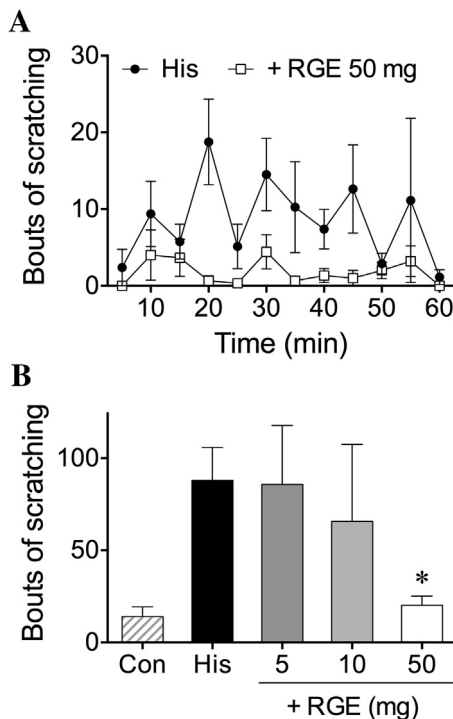 A
30
20
10
0
Bouts of scratching
His
+ RGE 50 mg
10 20 30 40 50 60
Time (min)
B
100
50
0
Bouts of scratching
*
Con His 5 10 50
+ RGE (mg)